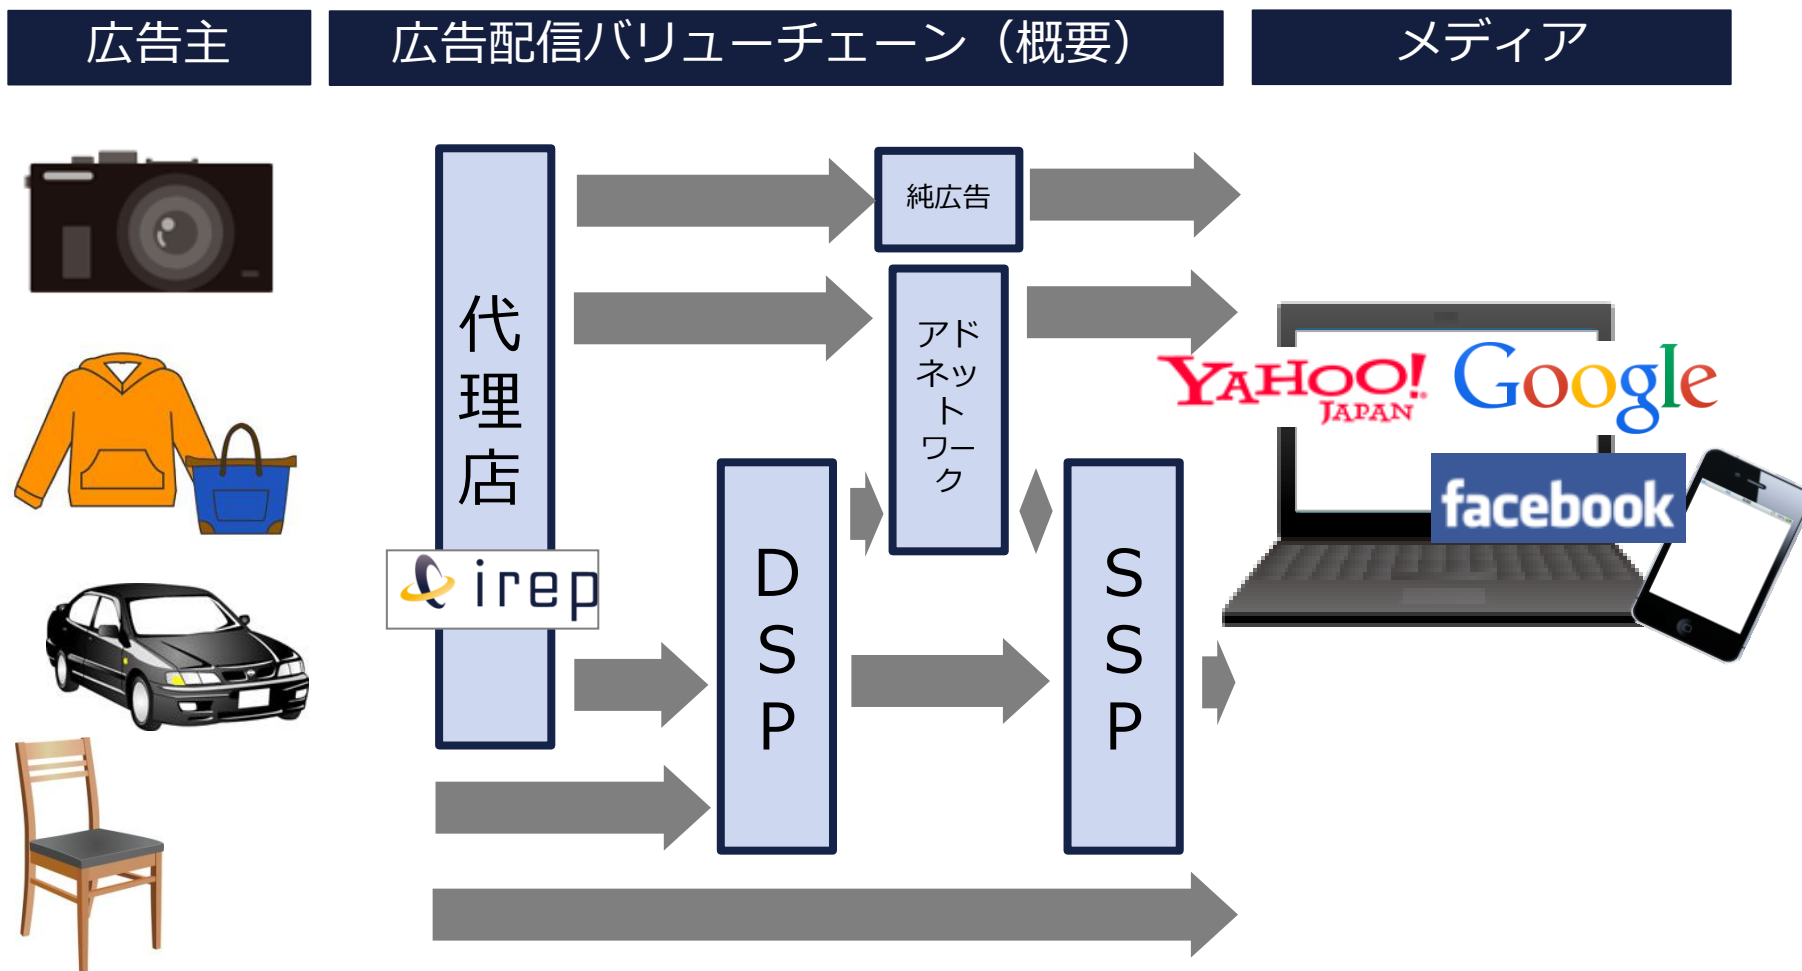 広告主
広告配信バリューチェーン（概要）
メディア
純広告
代
理
店
アド
ネッ
ト
ワー
ク
YAHOO!
JAPAN
Google
facebook
irep
D
S
P
S
S
P